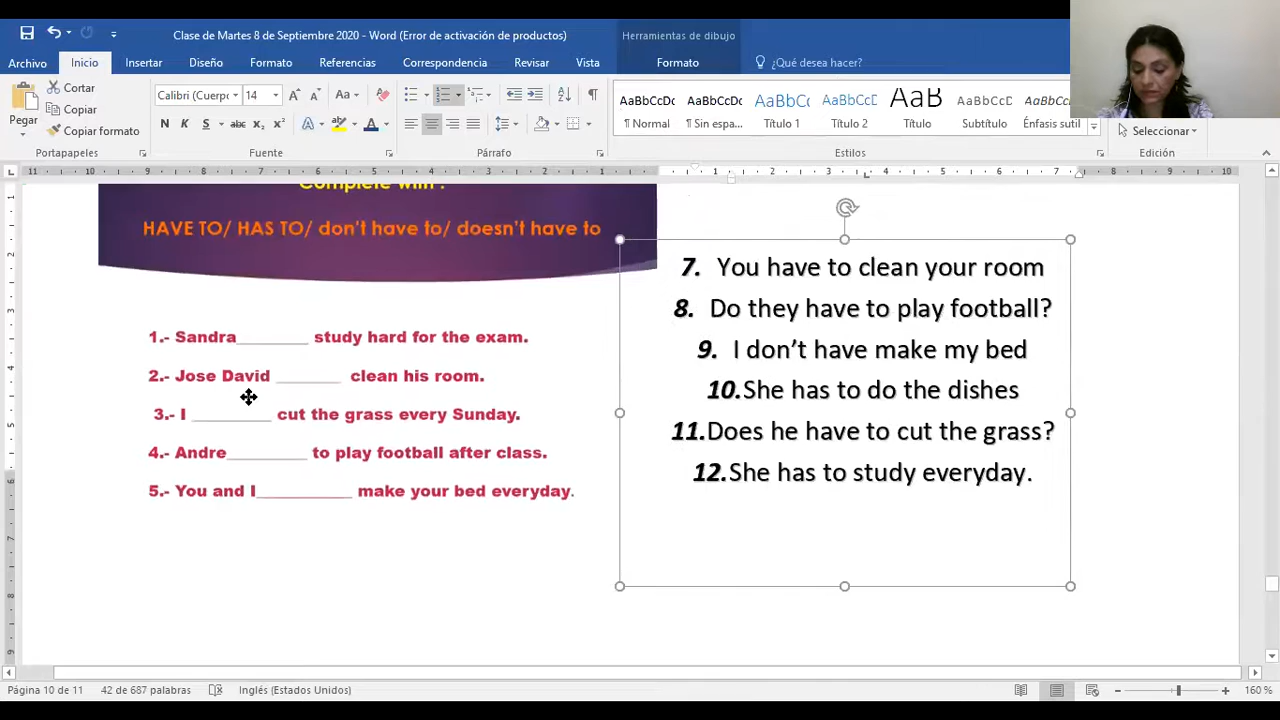 Clase de Martes 8 de Septiembre 2020 - Word (Error de activación de productos)
Herramientas de dibujo
Archivo
Inicio
Insertar
Diseño
Formato
Referencias
Correspondencia
Revisar
Vista
Formato
¿Qué desea hacer?
Pegar
Cortar
Copiar
Copiar formato
Portapapeles
Calibri (Cuerpo
14
Fuente
Párrafo
AaBbCcDc
¶ Normal
AaBbCcDc
¶ Sin espa...
AaBbCcD
Título 1
AaBbCcD
Título 2
AaB
Título
AaBbCcD
Subtítulo
AaBbCcD
Énfasis sutil
Estilos
Seleccionar
Edición
Complete with :
HAVE TO/ HAS TO/ don't have to/ doesn't have to
1.- Sandra________ study hard for the exam.
2.- Jose David _______ clean his room.
3.- I _________ cut the grass every Sunday.
4.- Andre_________ to play football after class.
5.- You and I___________ make your bed everyday.
7. You have to clean your room
8. Do they have to play football?
9. I don't have make my bed
10. She has to do the dishes
11. Does he have to cut the grass?
12. She has to study everyday.
Página 10 de 11
42 de 687 palabras
Inglés (Estados Unidos)
160 %